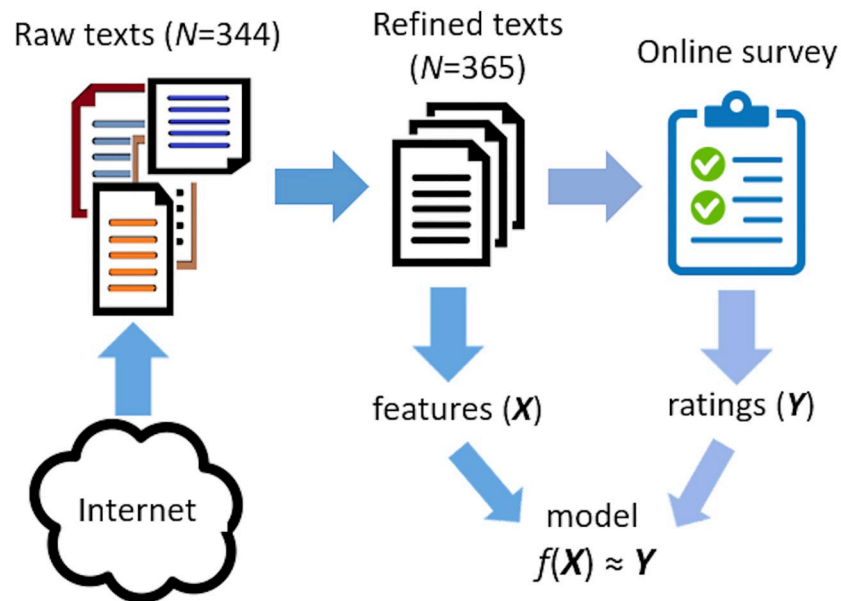 Raw texts (N=344)
Refined texts
(N=365)
Online survey
features (X)
ratings (Y)
Internet
model
f(X) ≈ Y